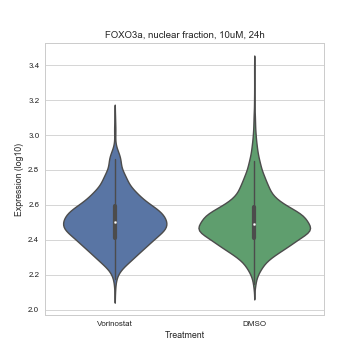 FOXO3a, nuclear fraction, 10uM, 24h
3.4
3.2
3.0
2.8
2.6
2.4
2.2
2.0
Expression (log10)
Vorinostat
DMSO
Treatment